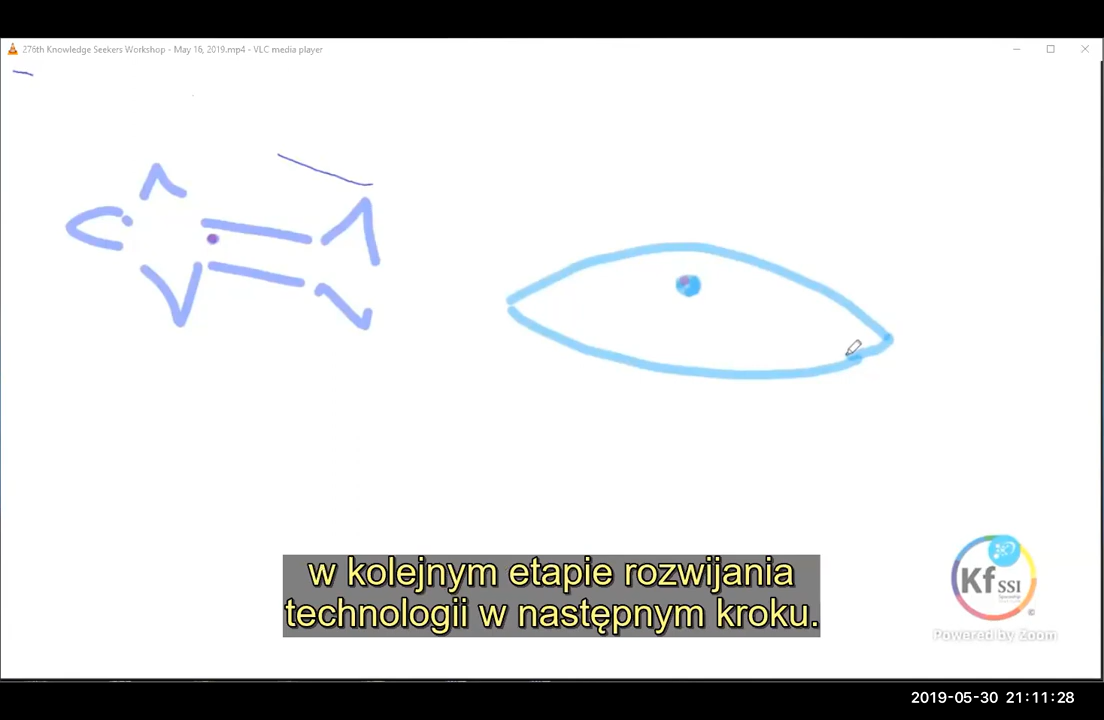 276th Knowledge Seekers Workshop - May 16, 2019.mp4 - VLC media player
w kolejnym etapie rozwijania
technologii w następnym kroku.
Kf SSI
Powered by Zoom
2019-05-30 21:11:28